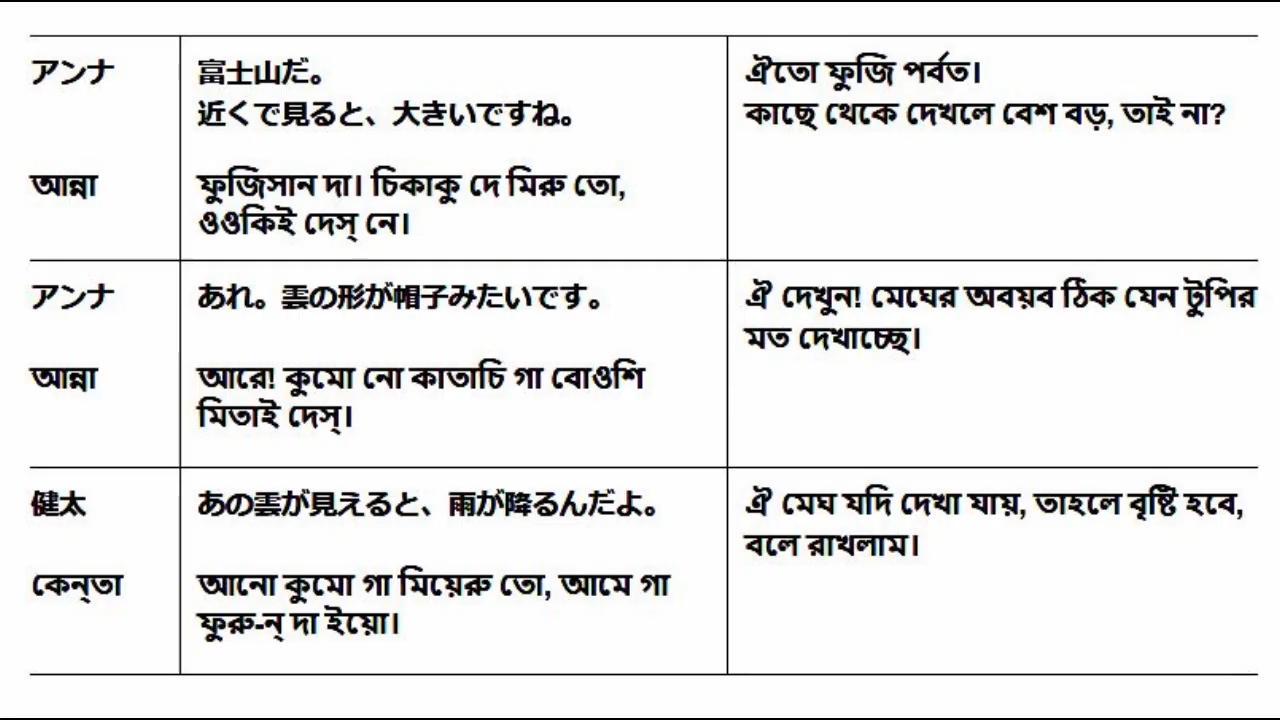 アンナ
富士山だ。
近くで見ると、大きいですね。
ঐতো ফুজি পর্বত।
কাছে থেকে দেখলে বেশ বড়, তাই না?
আন্না
ফুজিসান দা। চিকাকু দে মিরু তো,
ওওকিই দেস্ নে।
アンナ
あれ。雲の形が帽子みたいです。
ঐ দেখুন! মেঘের অবয়ব ঠিক যেন টুপির
মত দেখাচ্ছে।
আন্না
আরে! কুমো নো কাতাচি গা বোওশি
মিতাই দেস্।
健太
あの雲が見えると、雨が降るんだよ。
ঐ মেঘ যদি দেখা যায়, তাহলে বৃষ্টি হবে,
বলে রাখলাম।
কেন্‌তা
আনো কুমো গা মিয়েরু তো, আমে গা
ফুরু-ন্ দা ইয়ো।